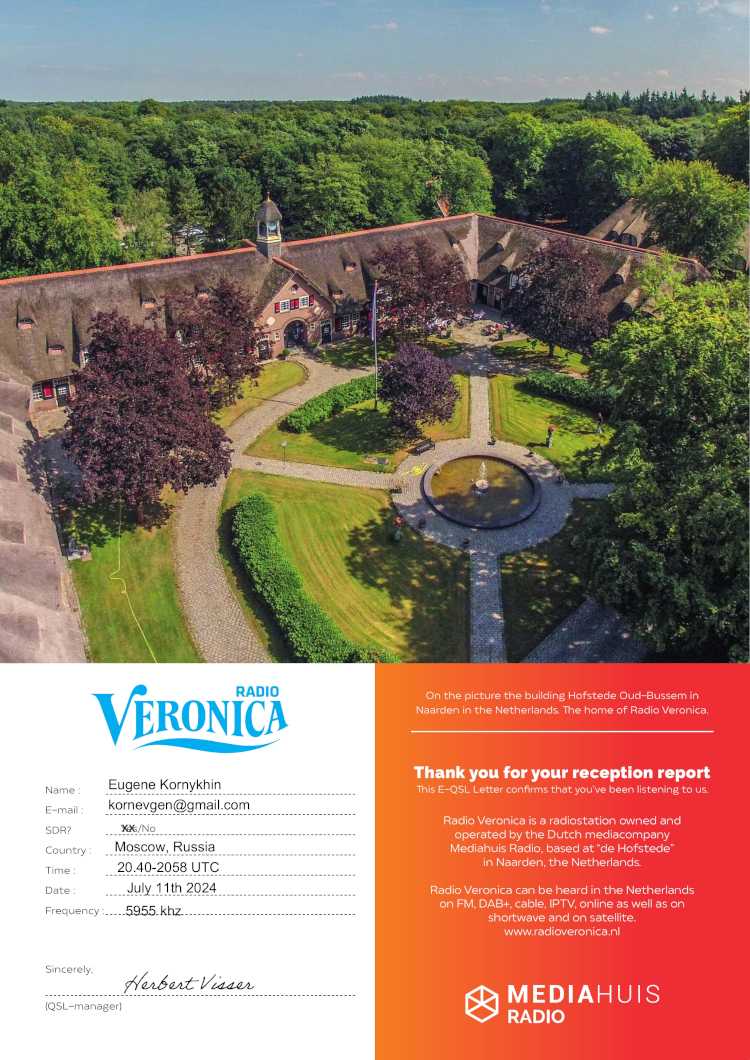 RADIO
VERONICA
Name : Eugene Kornykhin
E-mail : kornevgen@gmail.com
SDR? Yes/No
XX
Country : Moscow, Russia
Time : 20.40-2058 UTC
Date : July 11th 2024
Frequency : 5955 khz
Sincerely,
Herbert Visser
(QSL-manager)
On the picture the building Hofstede Oud-Bussem in
Naarden in the Netherlands. The home of Radio Veronica.
Thank you for your reception report
This E-QSL Letter confirms that you've been listening to us.
Radio Veronica is a radiostation owned and
operated by the Dutch mediacompany
Mediahuis Radio, based at "de Hofstede"
in Naarden, the Netherlands.
Radio Veronica can be heard in the Netherlands
on FM, DAB+, cable, IPTV, online as well as on
shortwave and on satellite.
www.radioveronica.nl
MEDIAHUIS
RADIO